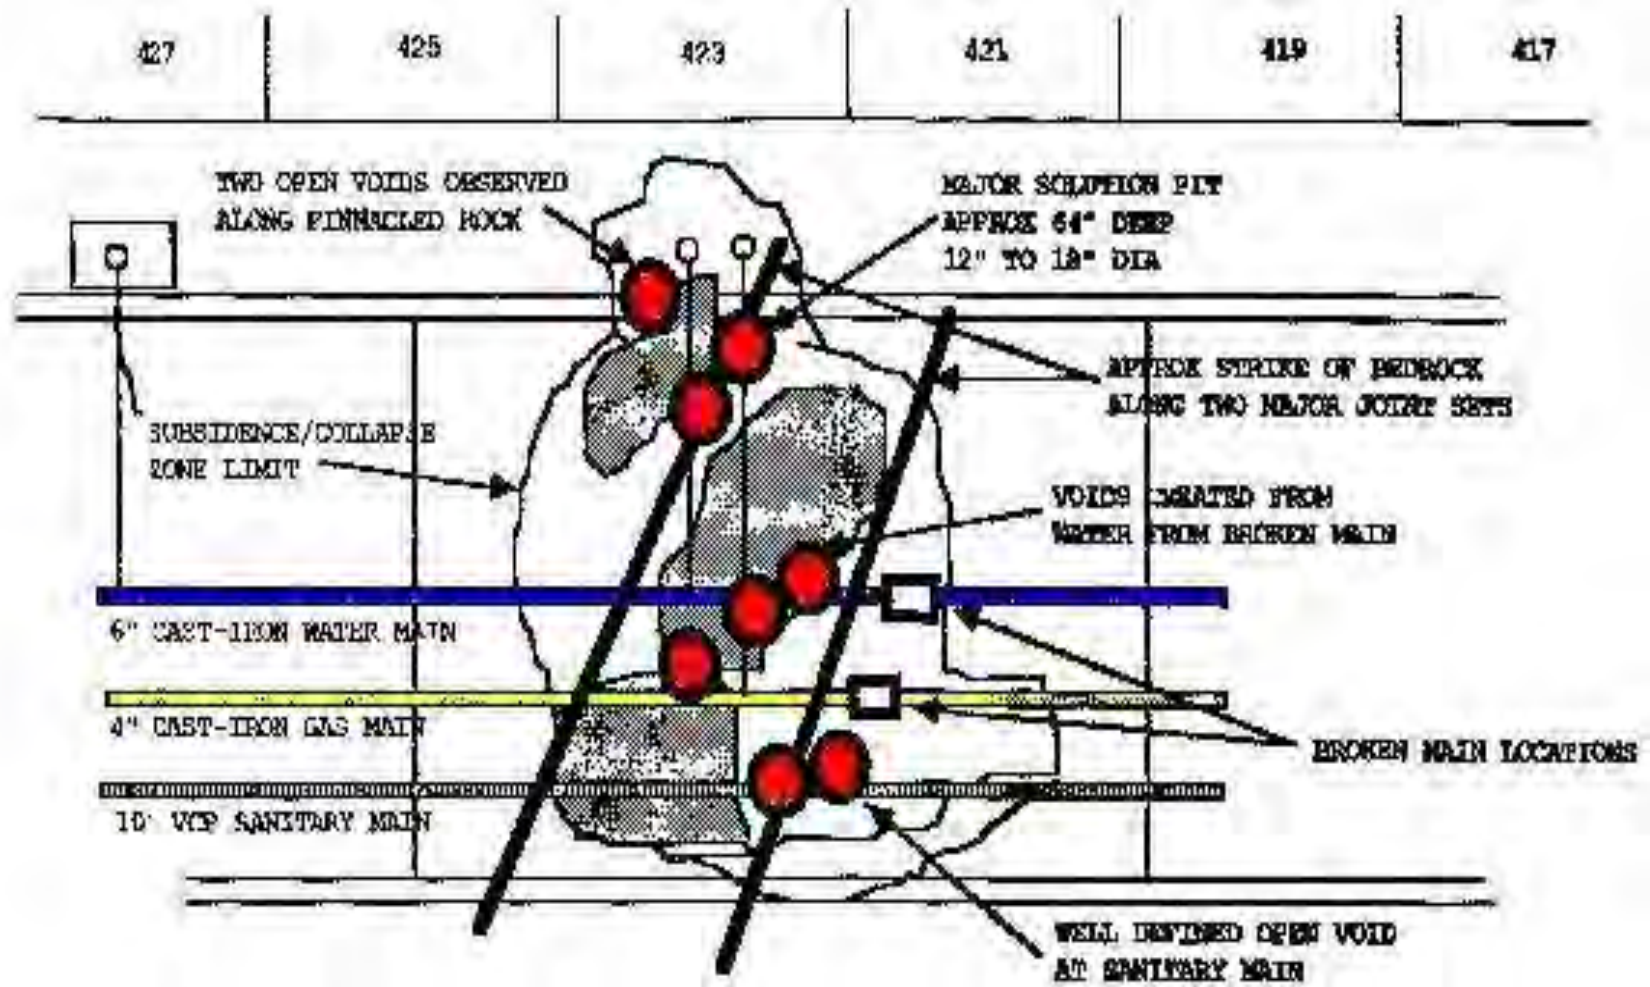 427 425 423 421 419 417
TWO OPEN VOIDS OBSERVED
ALONG PINNACLED ROCK
MAJOR SOLUTION PIT
APPROX 64" DEEP
12" TO 18" DIA
APPROX STRIKE OF BEDROCK
ALONG TWO MAJOR JOINT SETS
SUBSIDENCE/COLLAPSE
ZONE LIMIT
VOIDS CREATED FROM
WATER FROM BROKEN MAIN
6" CAST-IRON WATER MAIN
4" CAST-IRON GAS MAIN
BROKEN MAIN LOCATIONS
10' VCP SANITARY MAIN
WELL DEFINED OPEN VOID
AT SANITARY MAIN